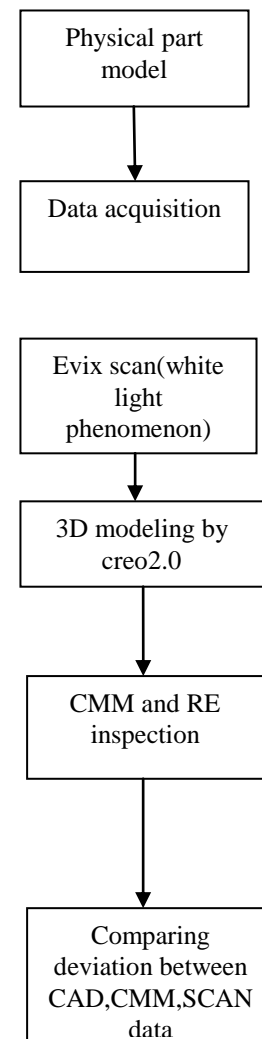 Physical part
model
Data acquisition
Evix scan(white
light
phenomenon)
3D modeling by
creo2.0
CMM and RE
inspection
Comparing
deviation between
CAD,CMM,SCAN
data